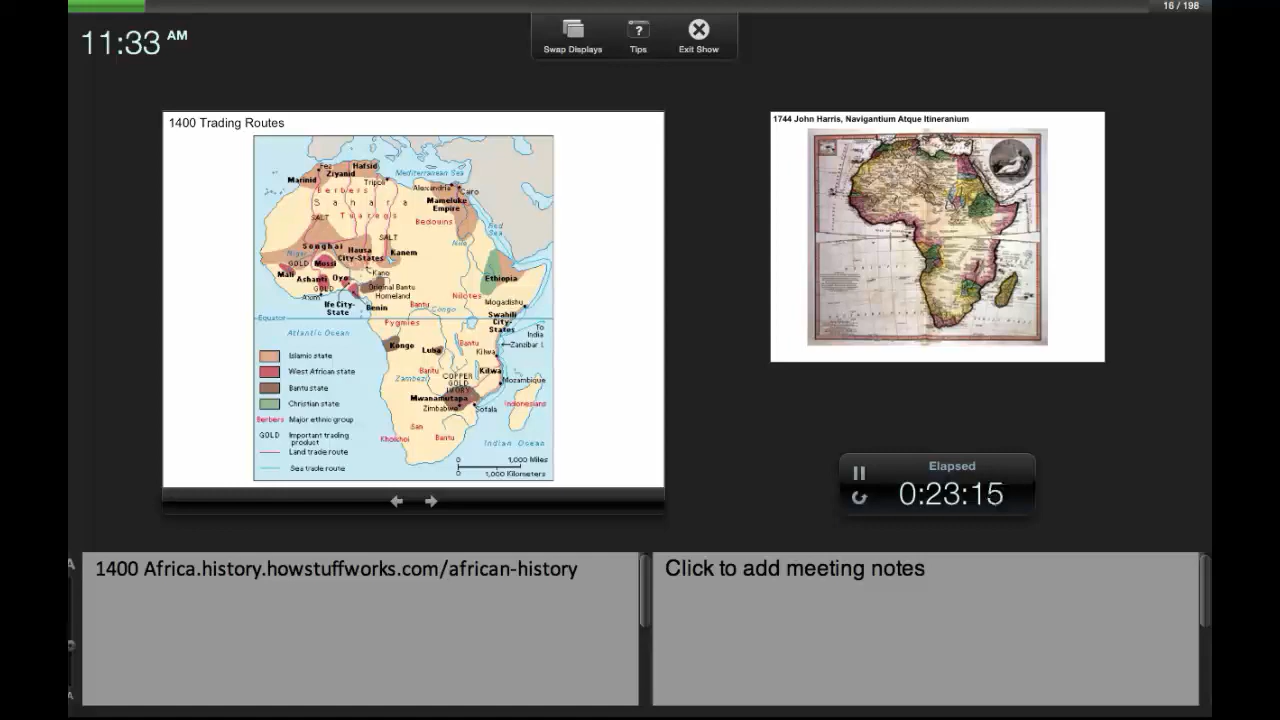 16 / 198
11:33 AM
Swap Displays
Tips
Exit Show
1400 Trading Routes
Fez
Hafsid
Ziyanid
Marinid
Tripoli
Mediterranean Sea
Berbers
Alexandria
Cairo
Sahara
Mameluke
Empire
SALT
Tuaregs
Bedouins
Red
Sea
SALT
Nile
Songhai
Hausa
City-States
Kanem
Niger
GOLD
Mossi
Mali
Kano
Ashanti
Oyo
GOLD
Original Bantu
Homeland
Ethiopia
Axim
Ife City-
State
Benin
Bantu
Nilotes
Mogadishu
Congo
Equator
Pygmies
Swahili
City-
States
To
India
Atlantic Ocean
Kongo
Luba
Bantu
Kilwa
Zanzibar I.
Bantu
Kilwa
Zambezi
COPPER
GOLD
IVORY
Mozambique
Mwanamutapa
Zimbabwe
Sofala
Indonesians
San
Khoikhoi
Bantu
Indian Ocean
0
1,000 Miles
0
1,000 Kilometers
Islamic state
West African state
Bantu state
Christian state
Berbers Major ethnic group
GOLD Important trading
product
Land trade route
Sea trade route
1744 John Harris, Navigantium Atque Itineranium
Elapsed
0:23:15
1400 Africa.history.howstuffworks.com/african-history
Click to add meeting notes
A
A